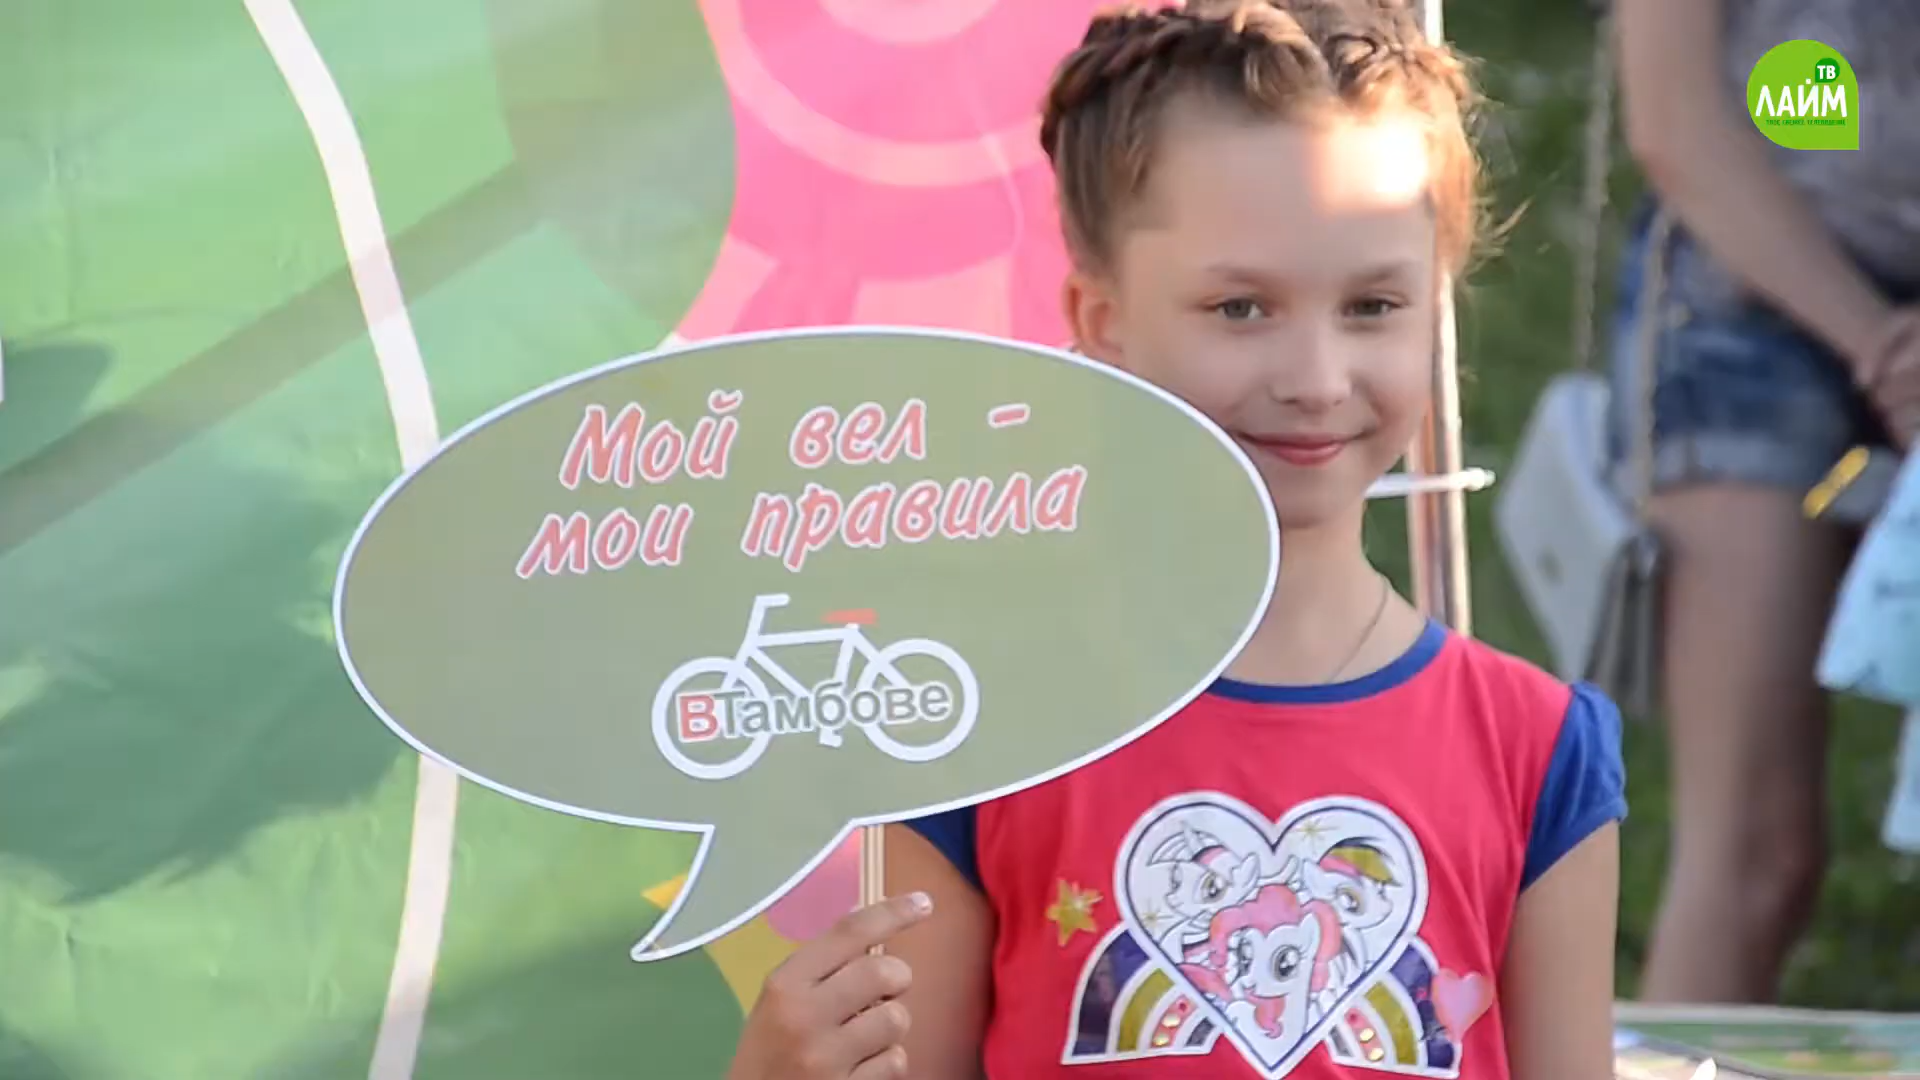 ТВ
ЛАЙМ
Мой вел -
мои правила
ВТамбове